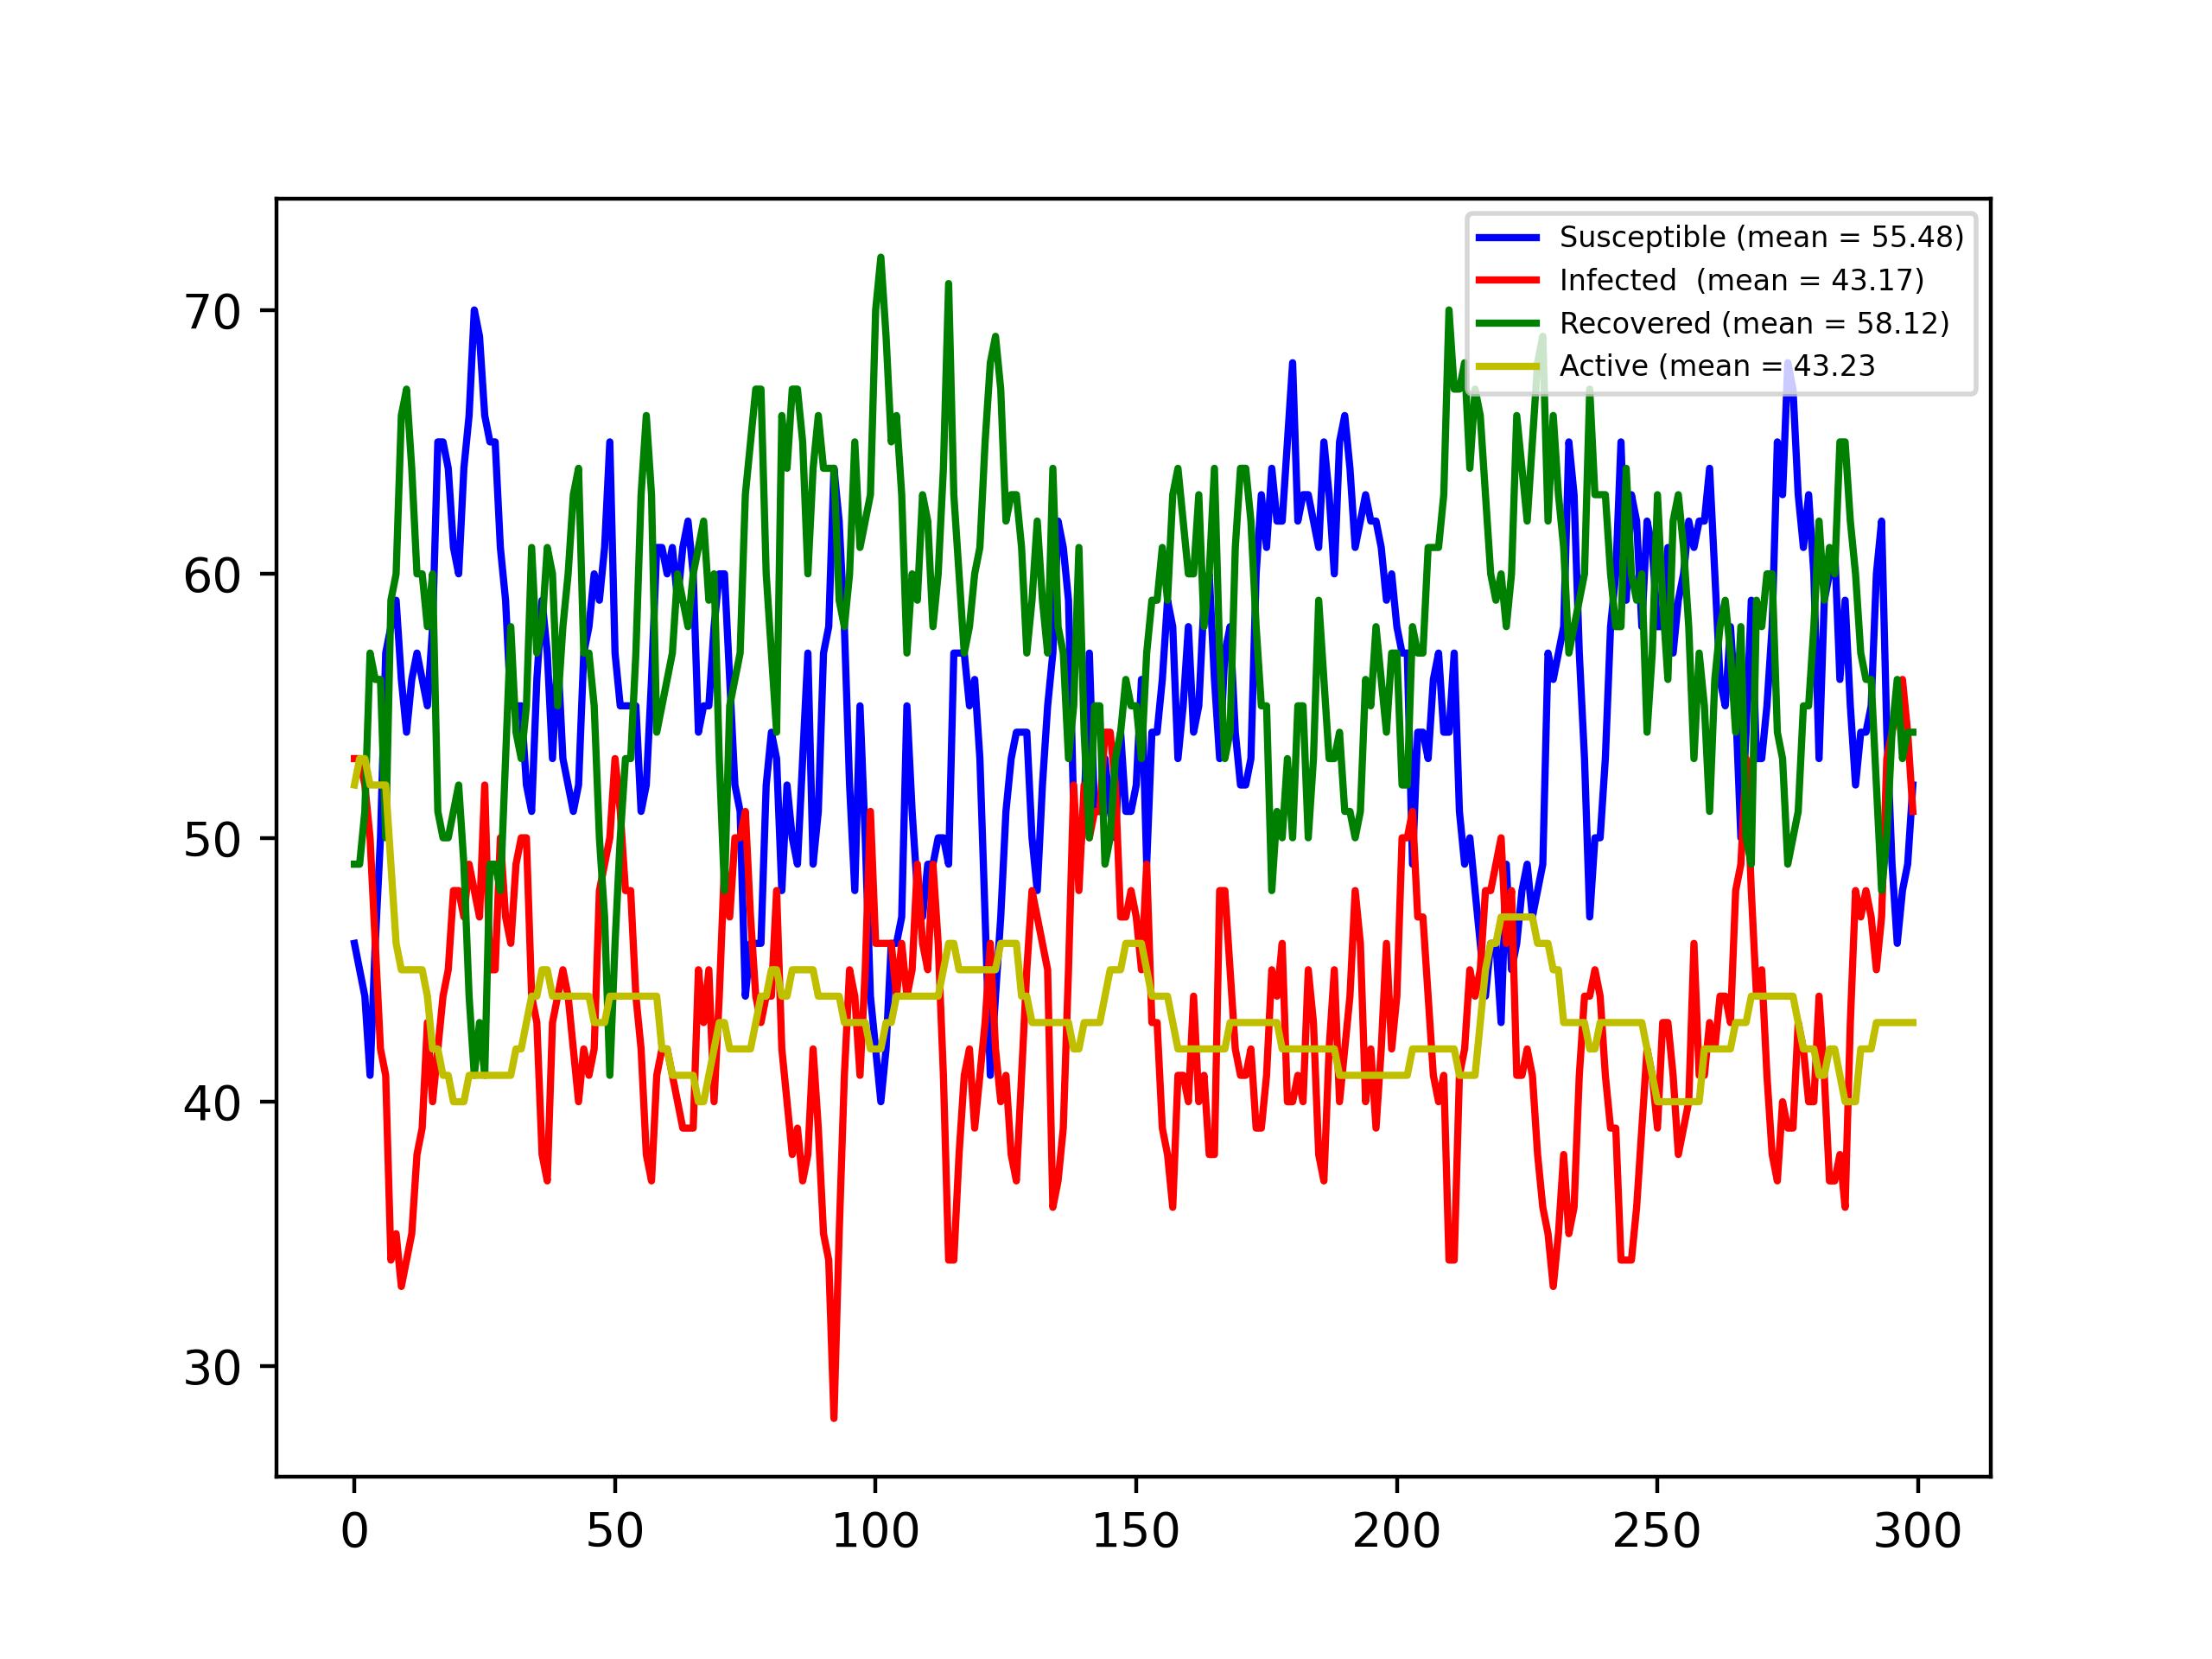 Susceptible (mean = 55.48)
Infected  (mean = 43.17)
Recovered (mean = 58.12)
Active (mean = 43.23
70
60
50
40
30
0 50 100 150 200 250 300